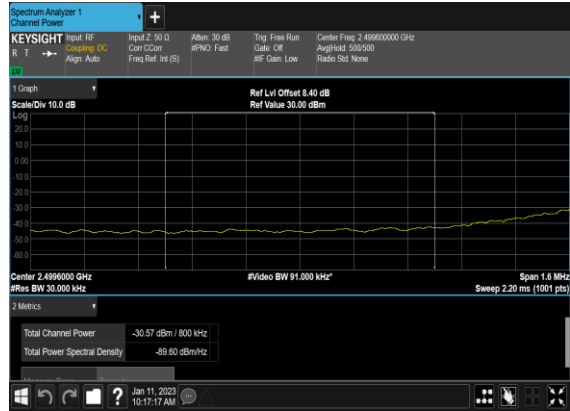 Spectrum Analyzer 1
Channel Power
+
KEYSIGHT
R T
Input: RF
Coupling: DC
Align: Auto
Input Z: 50 Ω
Corr CCorr
Freq Ref: Int (S)
Atten: 30 dB
#PNO: Fast
Trig: Free Run
Gate: Off
#IF Gain: Low
Center Freq: 2.499600000 GHz
Avg|Hold: 500/500
Radio Std: None
1 Graph
Scale/Div 10.0 dB
Ref Lvl Offset 8.40 dB
Ref Value 30.00 dBm
Log
20.0
10.0
0.00
-10.0
-20.0
-30.0
-40.0
-50.0
-60.0
Center 2.4996000 GHz
#Res BW 30.000 kHz
#Video BW 91.000 kHz*
Span 1.6 MHz
Sweep 2.20 ms (1001 pts)
2 Metrics
Total Channel Power -30.57 dBm / 800 kHz
Total Power Spectral Density -89.60 dBm/Hz
?
Jan 11, 2023
10:17:17 AM